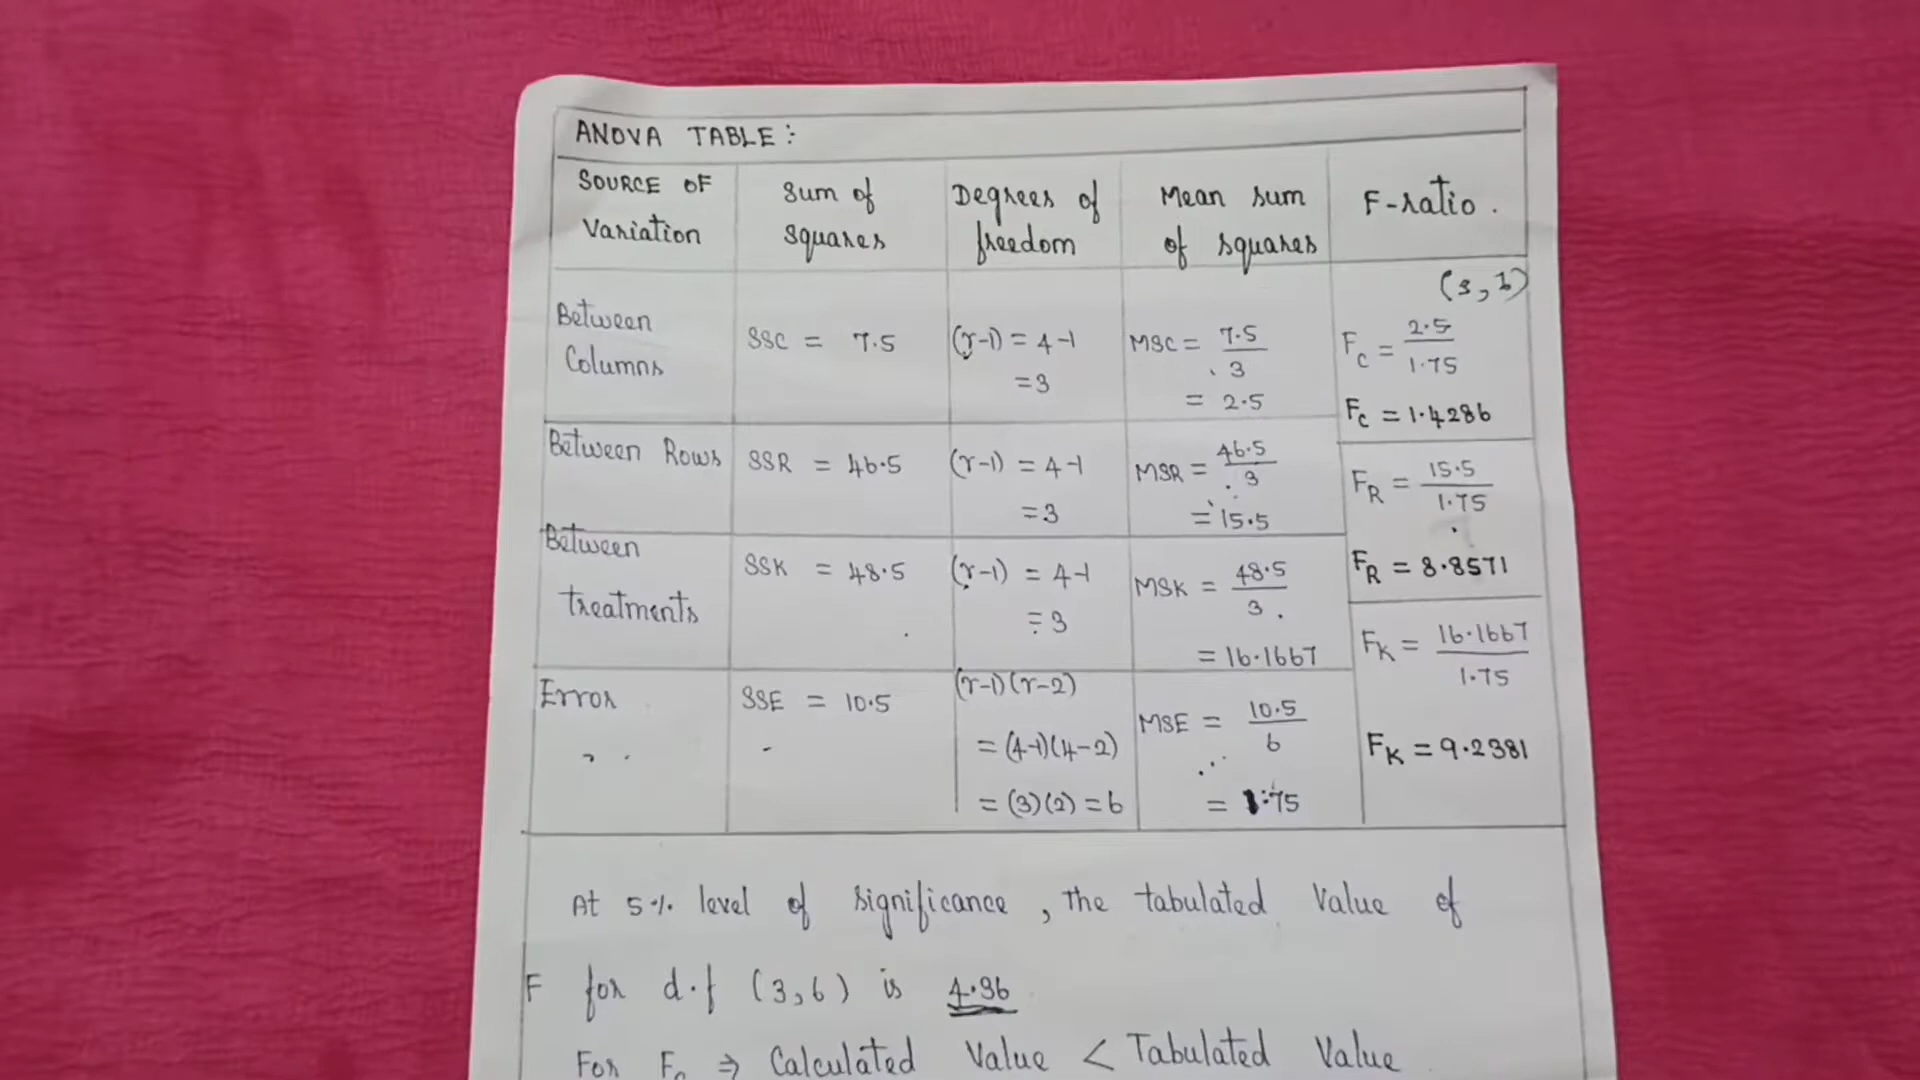 ANOVA TABLE:
SOURCE OF Variation
Sum of squares
Degrees of freedom
Mean sum of squares
F-ratio.
Between Columns
SSC = 7.5
(r-1) = 4-1
=3
MSC = 7.5/3
= 2.5
(3,6)
Fc = 2.5/1.75
Fc = 1.4286
Between Rows
SSR = 46.5
(r-1) = 4-1
=3
MSR = 46.5/3
= 15.5
FR = 15.5/1.75
FR = 8.8571
Between treatments
SSK = 48.5
(r-1) = 4-1
= 3
MSK = 48.5/3
= 16.1667
FK = 16.1667/1.75
FK = 9.2381
Error
SSE = 10.5
(r-1)(r-2)
= (4-1)(4-2)
= (3)(2) = 6
MSE = 10.5/6
= 1.75
At 5% level of significance, the tabulated value of
F for d.f (3,6) is 4.96
For Fc ⇒ Calculated Value < Tabulated Value